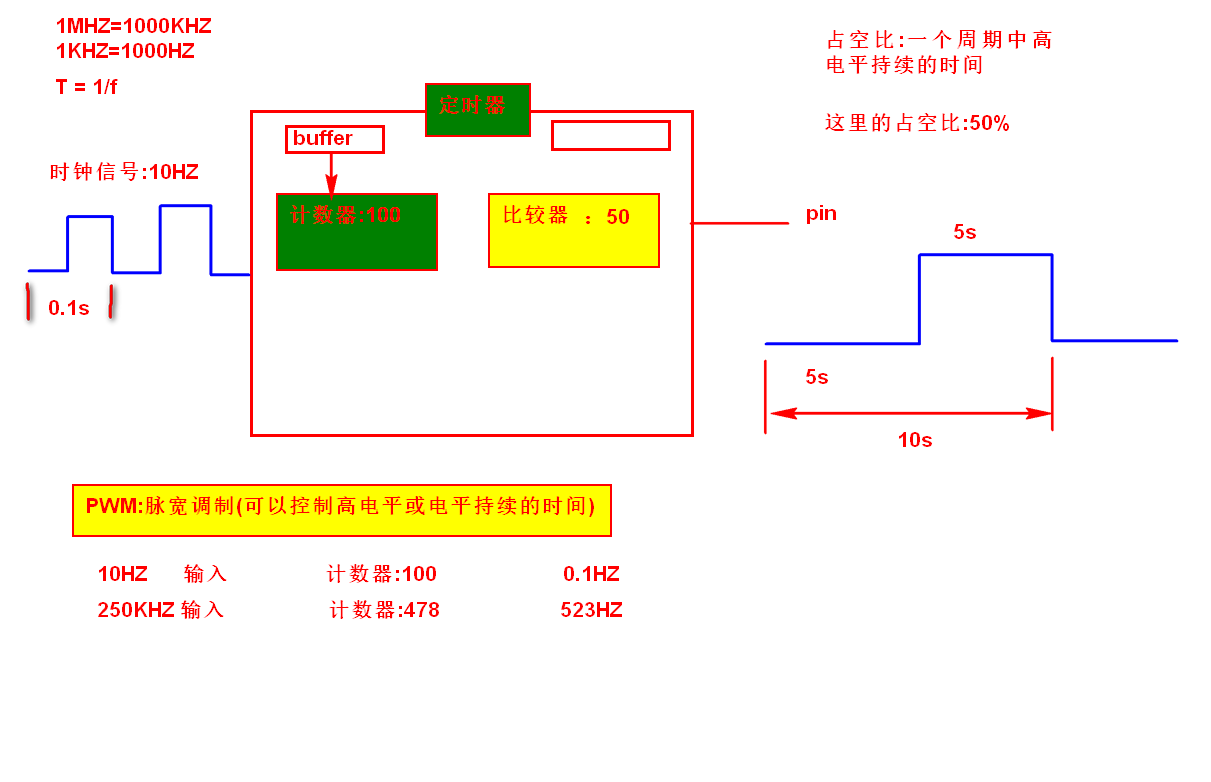 1MHZ=1000KHZ
1KHZ=1000HZ
T = 1/f
占空比:一个周期中高
电平持续的时间
这里的占空比:50%
定时器
buffer
时钟信号:10HZ
计数器:100
比较器 ：50
pin
5s
0.1s
5s
10s
PWM:脉宽调制(可以控制高电平或电平持续的时间)
10HZ 输入 计数器:100 0.1HZ
250KHZ 输入 计数器:478 523HZ